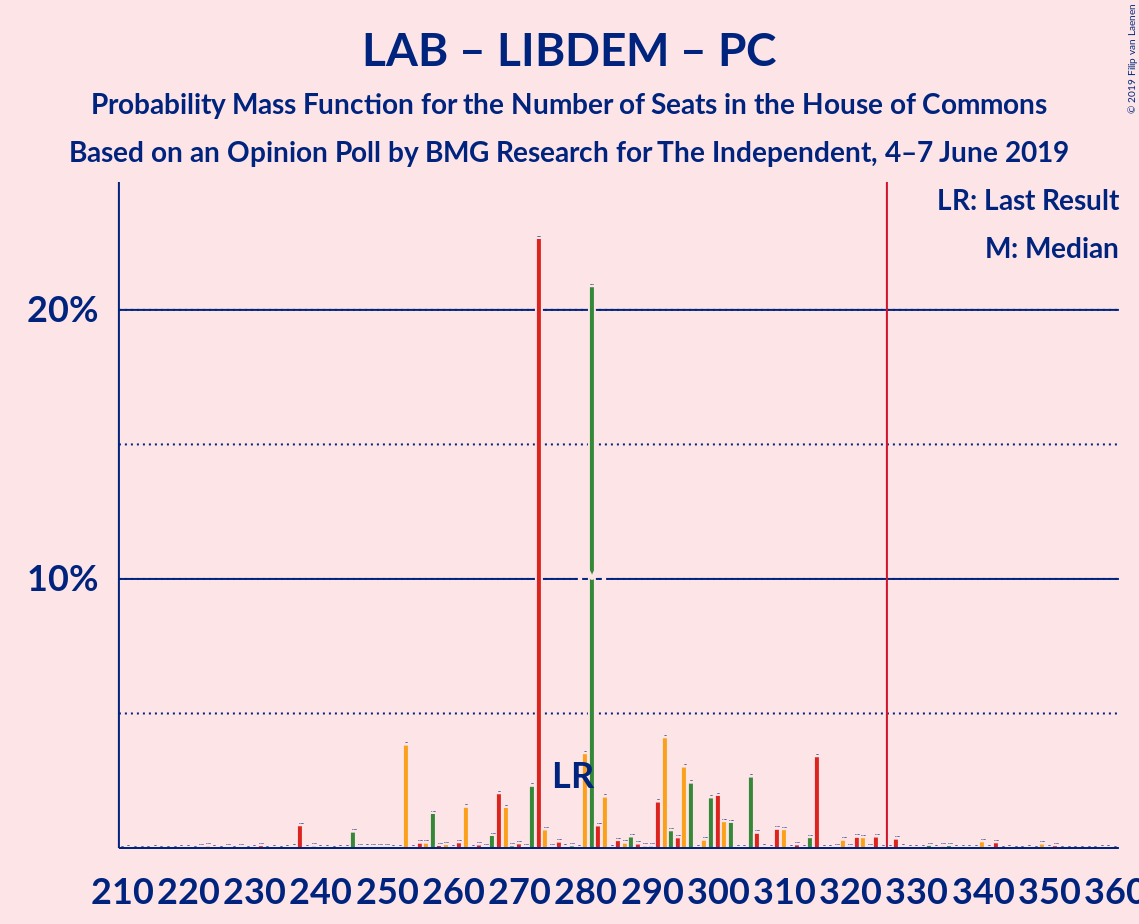 LAB – LIBDEM – PC
Probability Mass Function for the Number of Seats in the House of Commons
Based on an Opinion Poll by BMG Research for The Independent, 4–7 June 2019
© 2019 Filip van Laenen
LR: Last Result
M: Median
20%
10%
LR
210 220 230 240 250 260 270 280 290 300 310 320 330 340 350 360